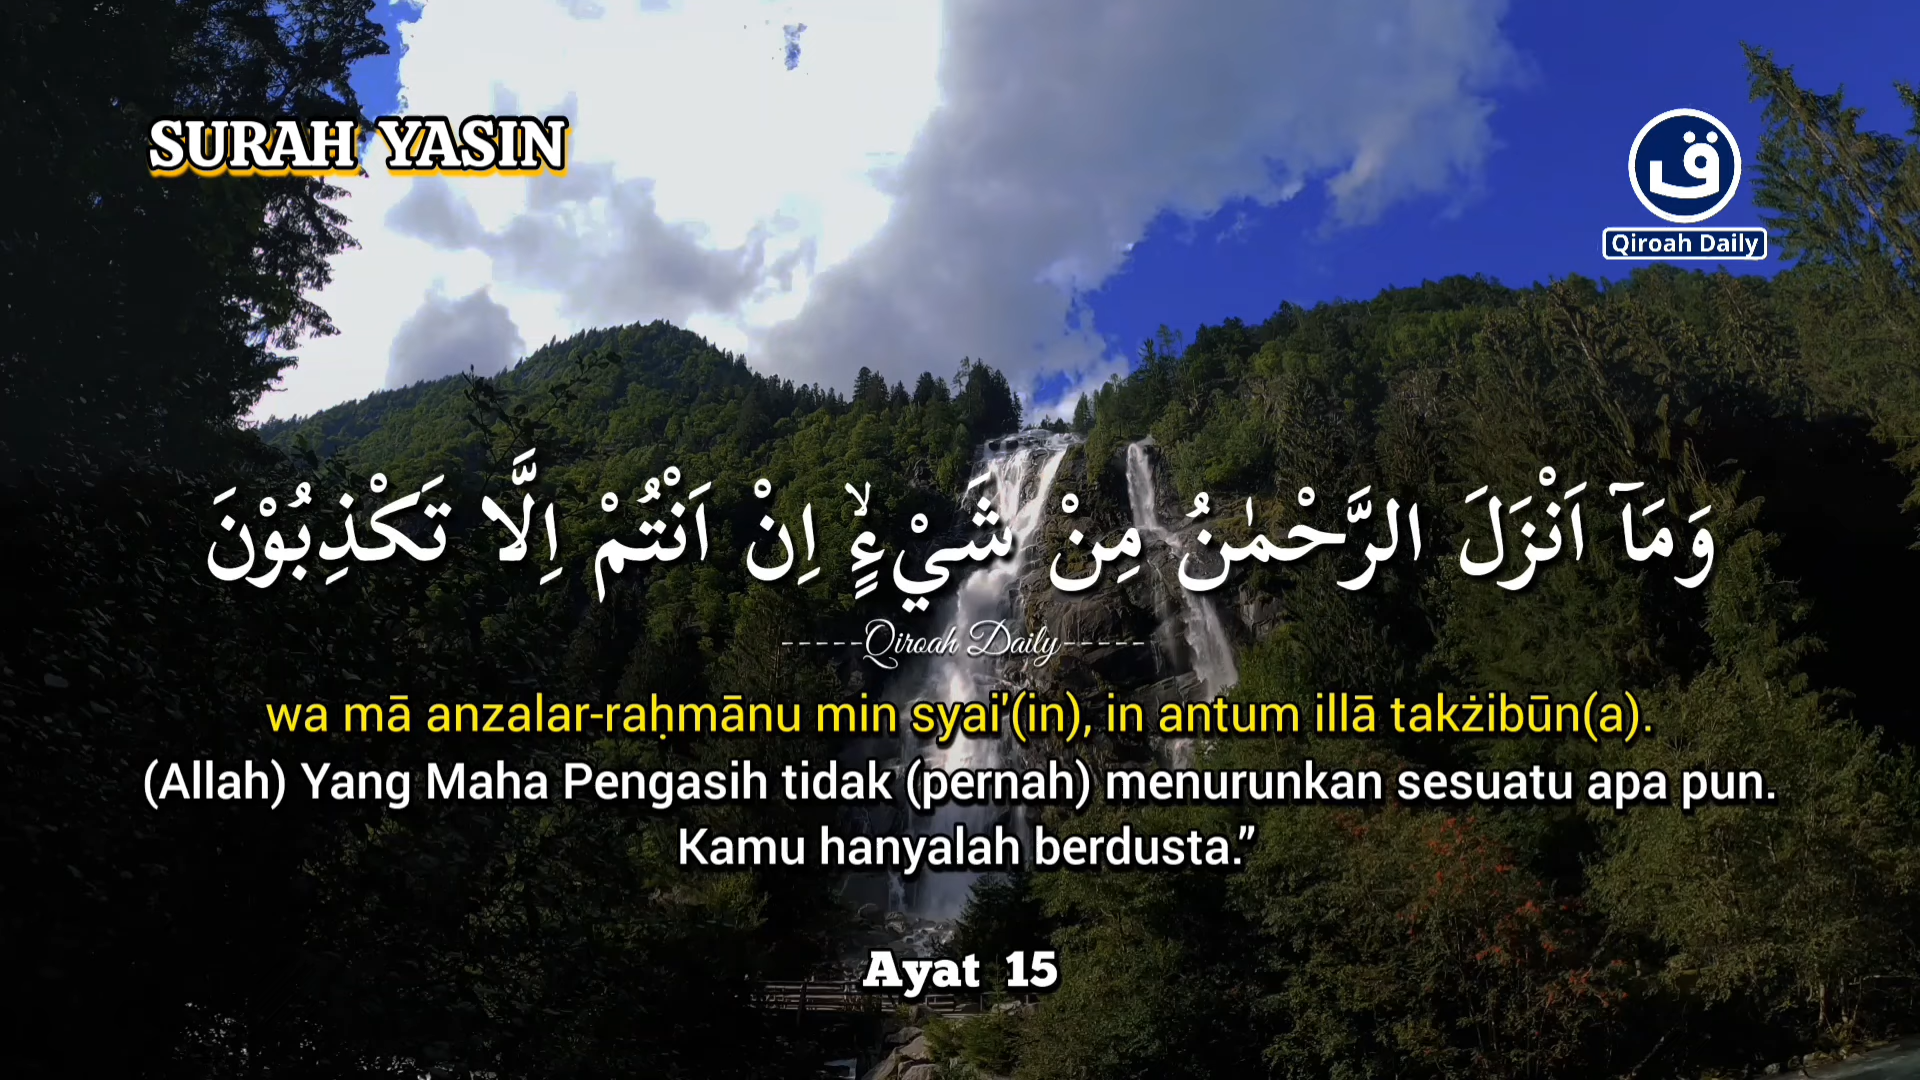 SURAH YASIN
ق
Qiroah Daily
وَمَآ اَنْزَلَ الرَّحْمٰنُ مِنْ شَيْءٍۙ اِنْ اَنْتُمْ اِلَّا تَكْذِبُوْنَ
-----Qiroah Daily-----
wa mā anzalar-raḥmānu min syai'(in), in antum illā takżibūn(a).
(Allah) Yang Maha Pengasih tidak (pernah) menurunkan sesuatu apa pun.
Kamu hanyalah berdusta.”
Ayat 15